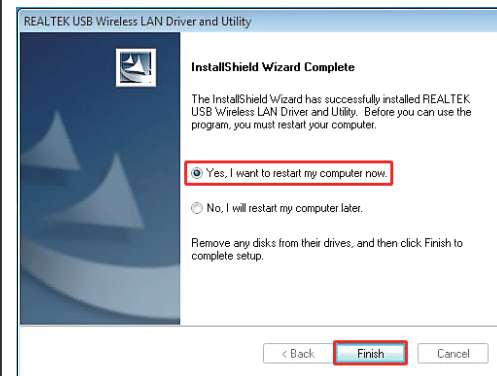 REALTEK USB Wireless LAN Driver and Utility
InstallShield Wizard Complete
The InstallShield Wizard has successfully installed REALTEK
USB Wireless LAN Driver and Utility. Before you can use the
program, you must restart your computer.
Yes, I want to restart my computer now.
No, I will restart my computer later.
Remove any disks from their drives, and then click Finish to
complete setup.
< Back Finish Cancel